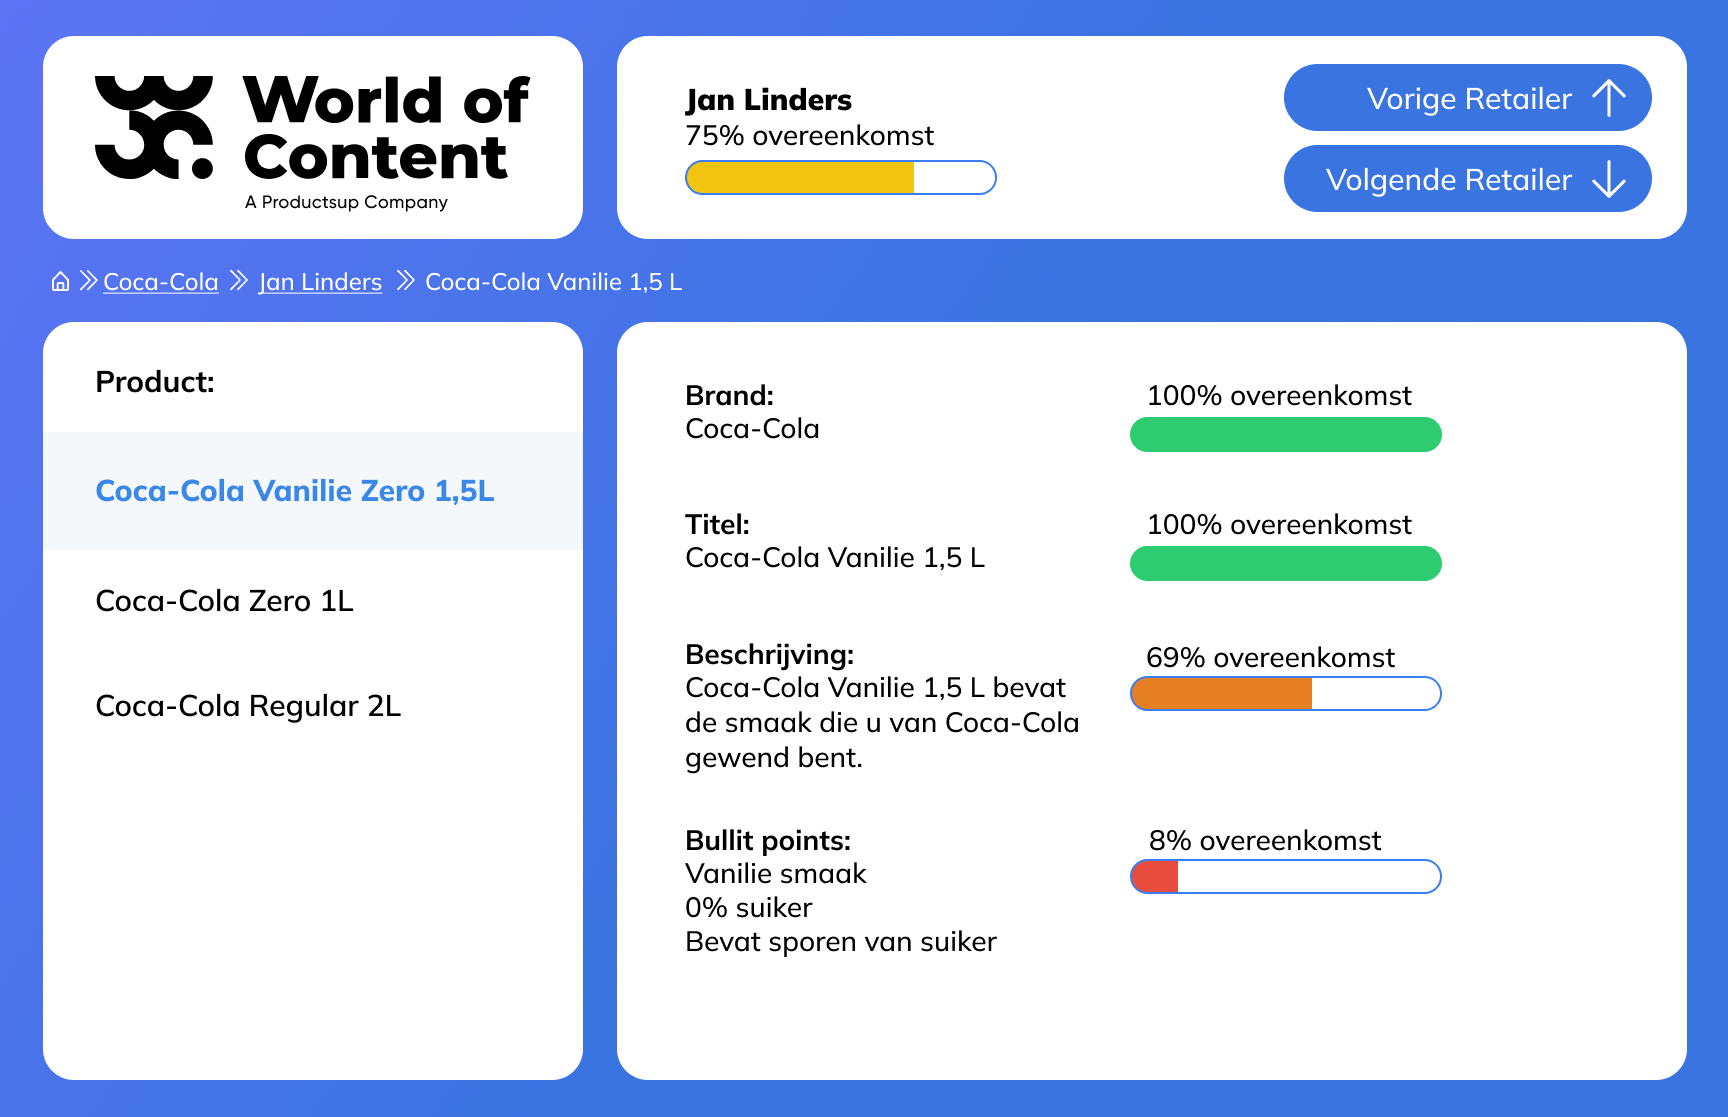 World of
Content
A Productsup Company
Jan Linders
75% overeenkomst
Vorige Retailer
Volgende Retailer
Coca-Cola Jan Linders Coca-Cola Vanilie 1,5 L
Product:
Coca-Cola Vanilie Zero 1,5L
Coca-Cola Zero 1L
Coca-Cola Regular 2L
Brand:
Coca-Cola
100% overeenkomst
Titel:
Coca-Cola Vanilie 1,5 L
100% overeenkomst
Beschrijving:
Coca-Cola Vanilie 1,5 L bevat
de smaak die u van Coca-Cola
gewend bent.
69% overeenkomst
Bullit points:
Vanilie smaak
0% suiker
Bevat sporen van suiker
8% overeenkomst